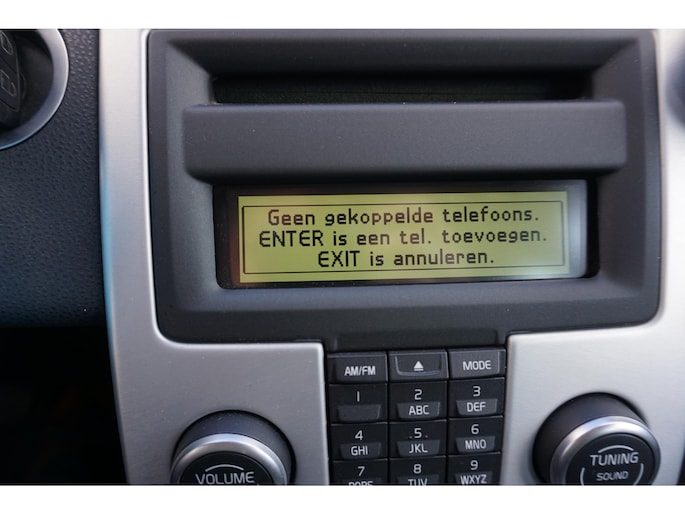 Geen gekoppelde telefoons.
ENTER is een tel. toevoegen.
EXIT is annuleren.
AM/FM
MODE
1
2
ABC
3
DEF
4
GHI
5
JKL
6
MNO
7
PQRS
8
TUV
9
WXYZ
VOLUME
TUNING
SOUND